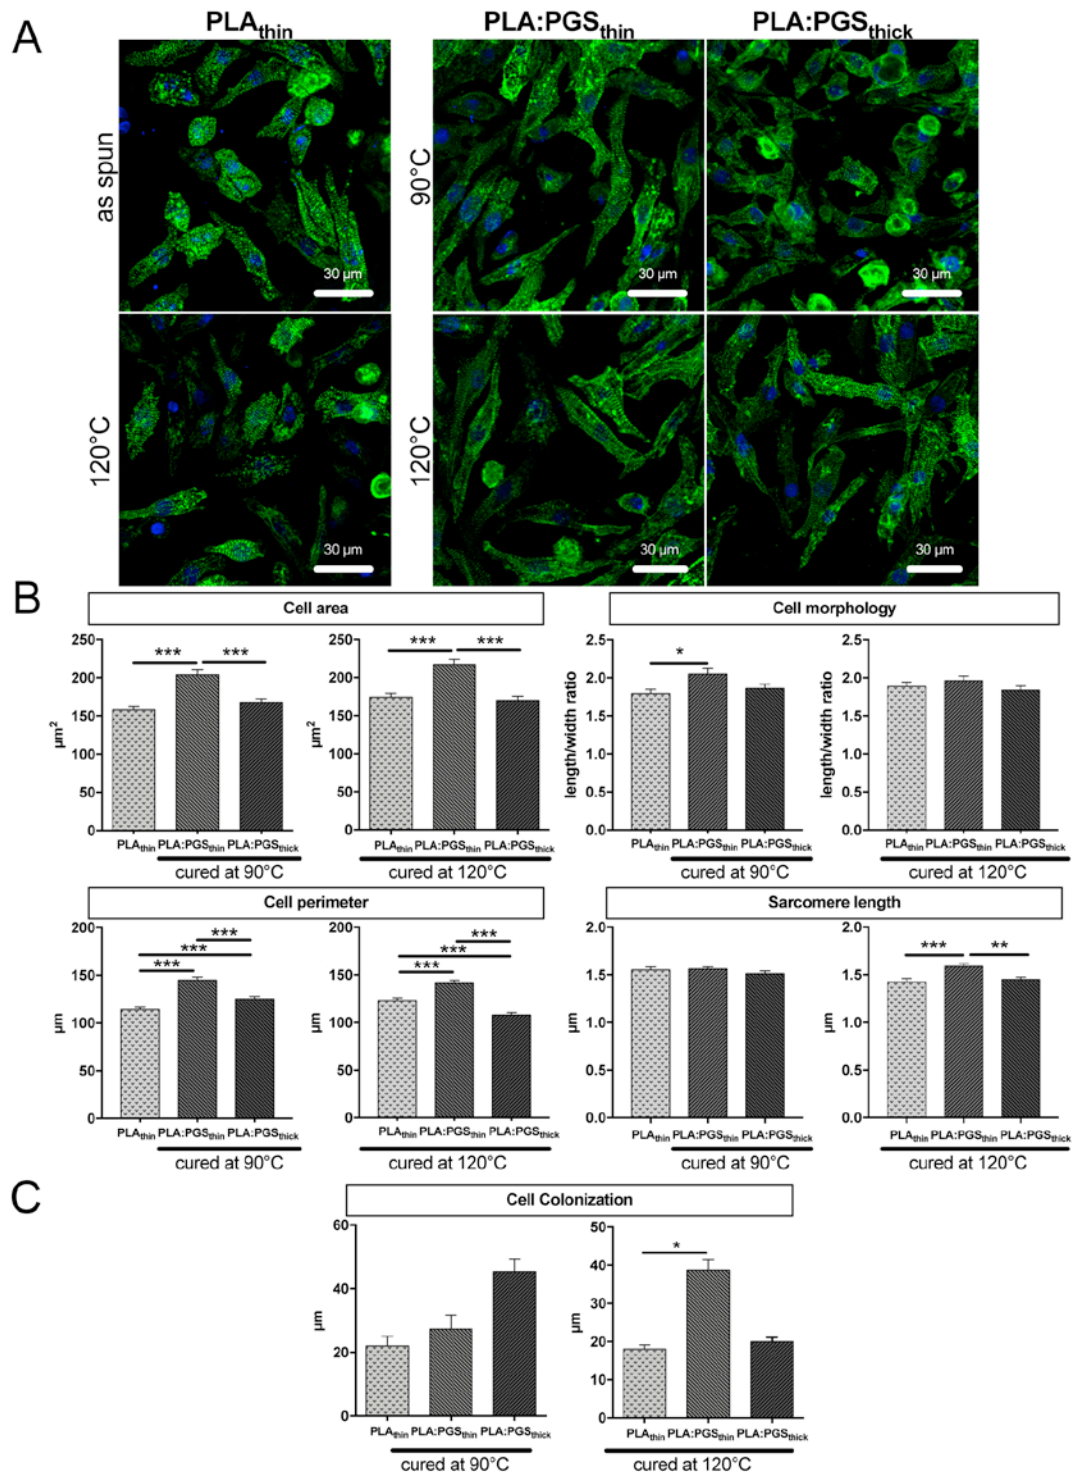 A
PLAthin
PLA:PGSthin
PLA:PGSthick
as spun
90°C
30 µm
30 µm
30 µm
120°C
120°C
30 µm
30 µm
30 µm
B
Cell area
Cell morphology
250
200
150
100
50
0
µm²
***
***
PLAthin PLA:PGSthin PLA:PGSthick
cured at 90°C
250
200
150
100
50
0
µm²
***
***
PLAthin PLA:PGSthin PLA:PGSthick
cured at 120°C
2.5
2.0
1.5
1.0
0.5
0.0
length/width ratio
*
PLAthin PLA:PGSthin PLA:PGSthick
cured at 90°C
2.5
2.0
1.5
1.0
0.5
0.0
length/width ratio
PLAthin PLA:PGSthin PLA:PGSthick
cured at 120°C
Cell perimeter
Sarcomere length
200
150
100
50
0
µm
***
***
***
PLAthin PLA:PGSthin PLA:PGSthick
cured at 90°C
200
150
100
50
0
µm
***
***
***
PLAthin PLA:PGSthin PLA:PGSthick
cured at 120°C
2.0
1.5
1.0
0.5
0.0
µm
PLAthin PLA:PGSthin PLA:PGSthick
cured at 90°C
2.0
1.5
1.0
0.5
0.0
µm
***
**
PLAthin PLA:PGSthin PLA:PGSthick
cured at 120°C
C
Cell Colonization
60
40
20
0
µm
PLAthin PLA:PGSthin PLA:PGSthick
cured at 90°C
50
40
30
20
10
0
µm
*
PLAthin PLA:PGSthin PLA:PGSthick
cured at 120°C